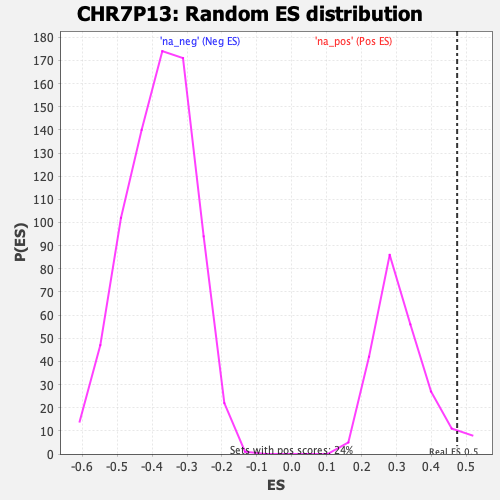 CHR7P13: Random ES distribution
'na_neg' (Neg ES)
'na_pos' (Pos ES)
P(ES)
180
170
160
150
140
130
120
110
100
90
80
70
60
50
40
30
20
10
0
Sets with pos scores: 24%
Real ES 0.5
-0.6 -0.5 -0.4 -0.3 -0.2 -0.1 0.0 0.1 0.2 0.3 0.4 0.5
ES